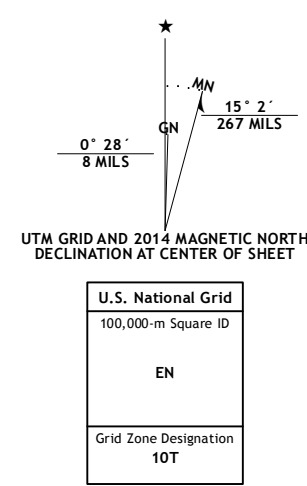 ★
MN
GN
15° 2´
267 MILS
0° 28´
8 MILS
UTM GRID AND 2014 MAGNETIC NORTH
DECLINATION AT CENTER OF SHEET
U.S. National Grid
100,000-m Square ID
EN
Grid Zone Designation
10T